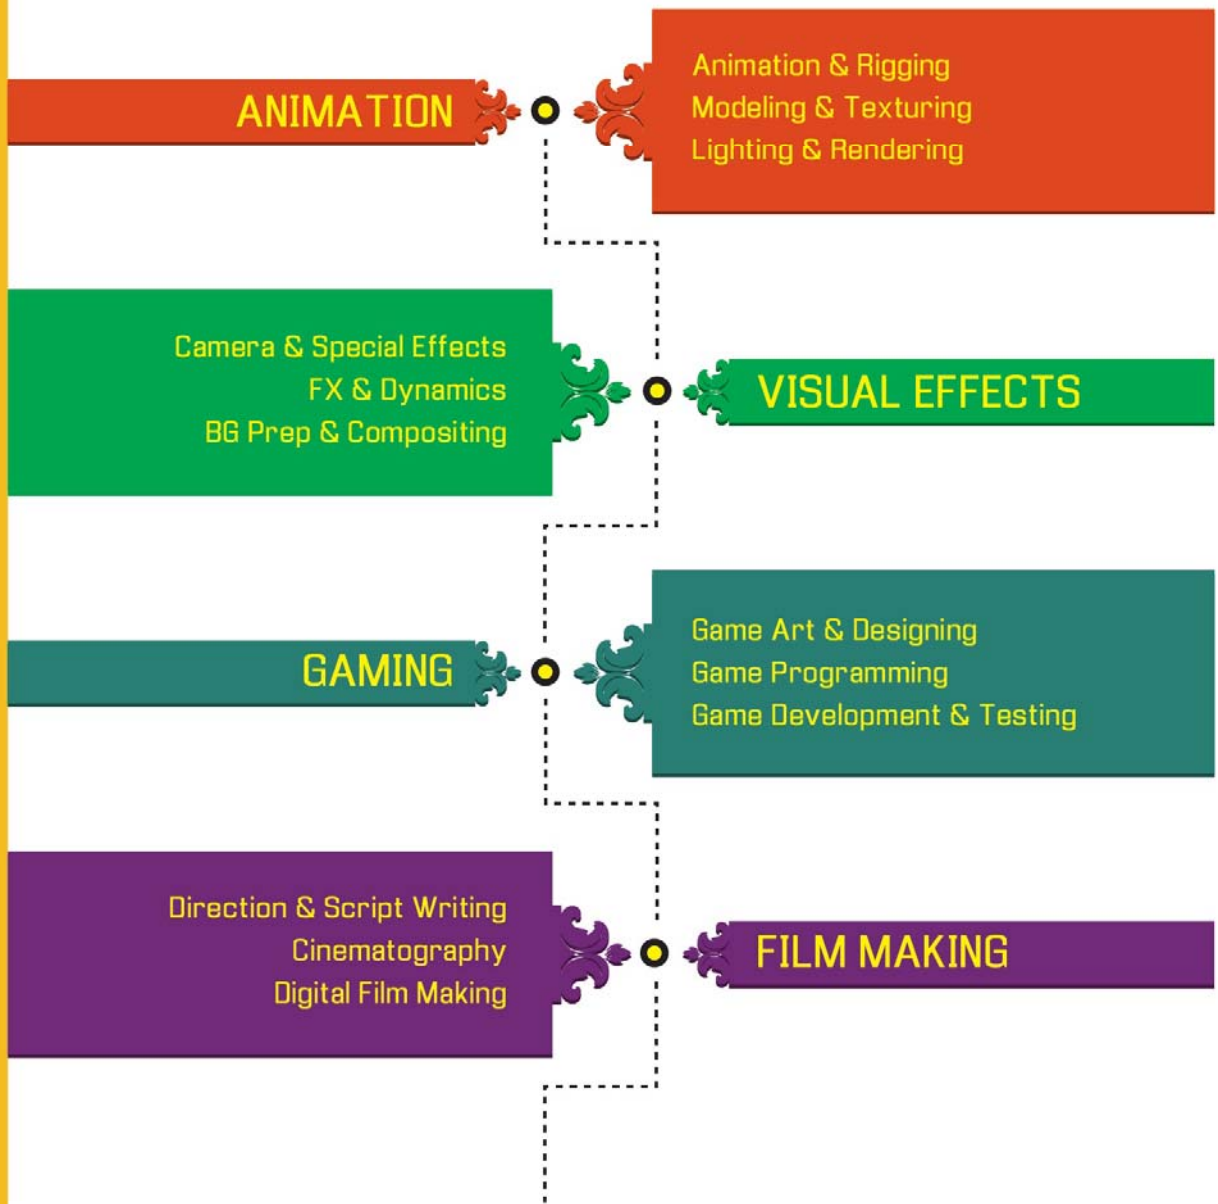 ANIMATION
Animation & Rigging
Modeling & Texturing
Lighting & Rendering
Camera & Special Effects
FX & Dynamics
BG Prep & Compositing
VISUAL EFFECTS
GAMING
Game Art & Designing
Game Programming
Game Development & Testing
Direction & Script Writing
Cinematography
Digital Film Making
FILM MAKING